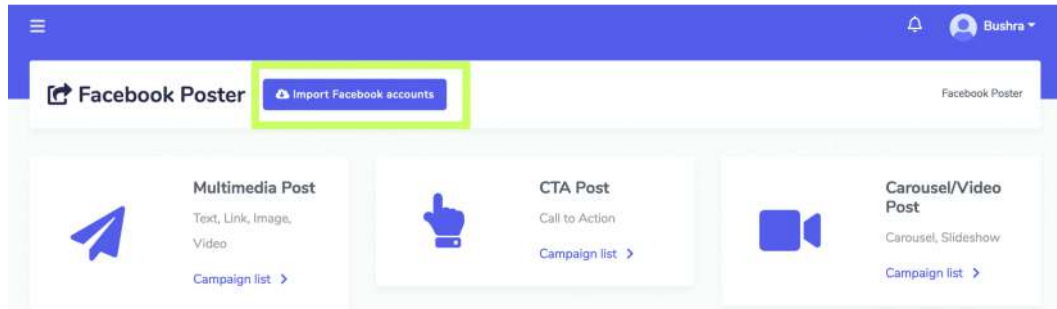 Bushra
Facebook Poster
Import Facebook accounts
Facebook Poster
Multimedia Post
Text, Link, Image,
Video
Campaign list
CTA Post
Call to Action
Campaign list
Carousel/Video
Post
Carousel, Slideshow
Campaign list